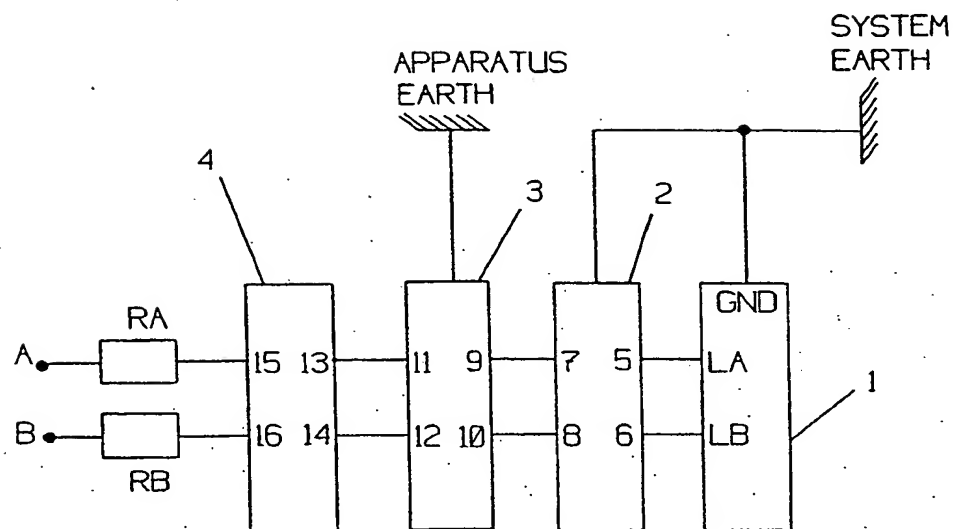 SYSTEM
EARTH
APPARATUS
EARTH
4
3
2
GND
RA
A
15 13
11 9
7 5
LA
1
B
16 14
12 10
8 6
LB
RB